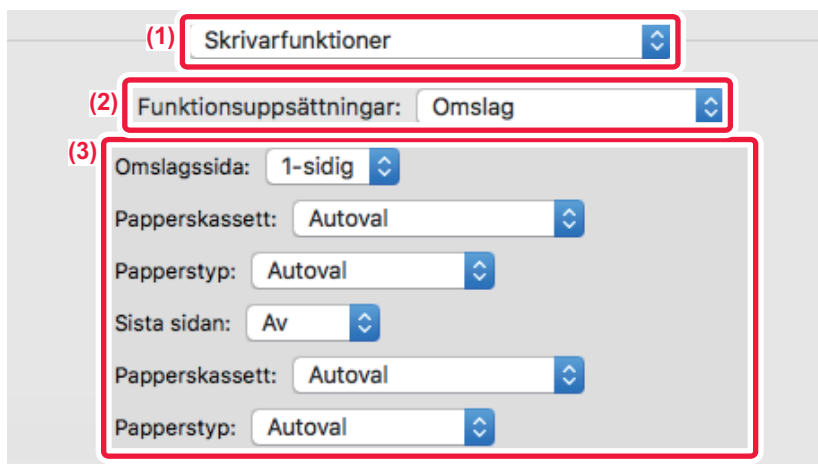 (1) Skrivarfunktioner
(2) Funktionsuppsättningar: Omslag
(3)
Omslagssida: 1-sidig
Papperskassett: Autoval
Papperstyp: Autoval
Sista sidan: Av
Papperskassett: Autoval
Papperstyp: Autoval